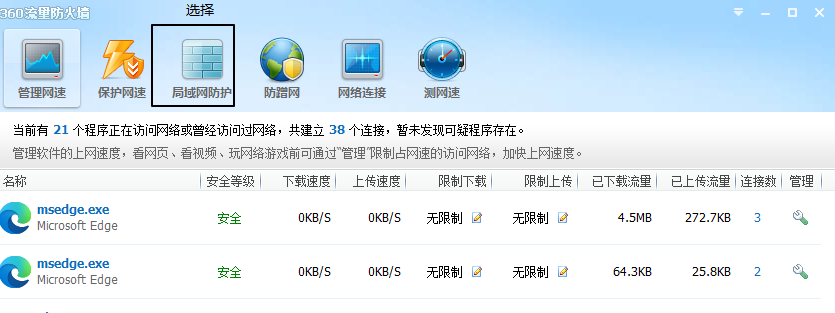 360流量防火墙
选择
管理网速 保护网速 局域网防护 防蹭网 网络连接 测网速
当前有 21 个程序正在访问网络或曾经访问过网络，共建立 38 个连接，暂未发现可疑程序存在。
管理软件的上网速度，看网页、看视频、玩网络游戏前可通过“管理”限制占网速的访问网络，加快上网速度。
名称 安全等级 下载速度 上传速度 限制下载 限制上传 已下载流量 已上传流量 连接数 管理
msedge.exe 安全 0KB/S 0KB/S 无限制 无限制 4.5MB 272.7KB 3
Microsoft Edge
msedge.exe 安全 0KB/S 0KB/S 无限制 无限制 64.3KB 25.8KB 2
Microsoft Edge